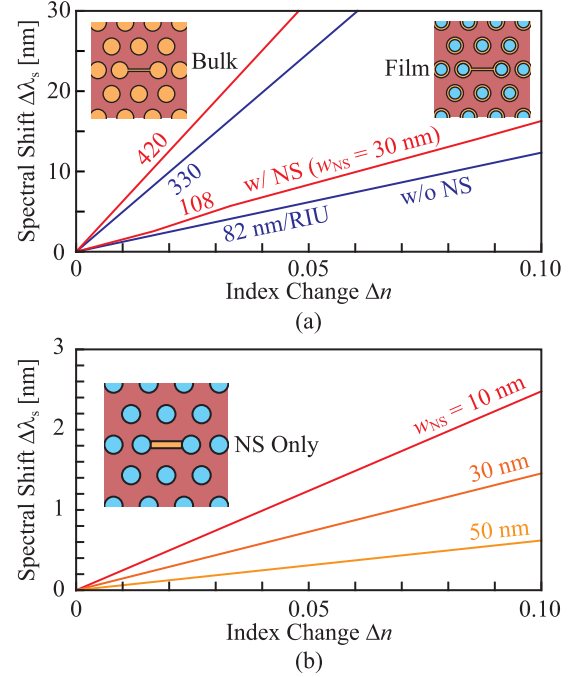 30
20
10
0
Spectral Shift Δλs [nm]
Bulk
Film
420
330
108
w/ NS (wNS = 30 nm)
82 nm/RIU
w/o NS
0
0.05
0.10
Index Change Δn
(a)
3
2
1
0
Spectral Shift Δλs [nm]
NS Only
wNS = 10 nm
30 nm
50 nm
0
0.05
0.10
Index Change Δn
(b)